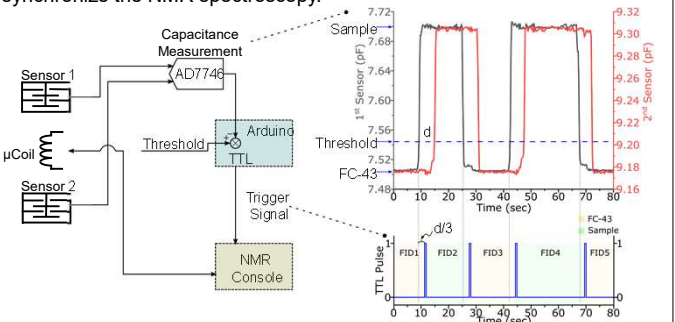 synchronize the NMR spectroscopy.
Capacitance
Measurement
Sensor 1
AD7746
Arduino
Threshold
TTL
µCoil
Sensor 2
Trigger
Signal
NMR
Console
Sample
Threshold
FC-43
1st Sensor (pF)
7.72
7.68
7.64
7.60
7.56
7.52
7.48
d
9.32
9.30
9.28
9.26
9.24
9.22
9.20
9.18
9.16
2nd Sensor (pF)
0 10 20 30 40 50 60 70 80
Time (sec)
FC-43
Sample
d/3
TTL Pulse
1
0
FID1 FID2 FID3 FID4 FID5
1
0
0 10 20 30 40 50 60 70 80
Time (sec)